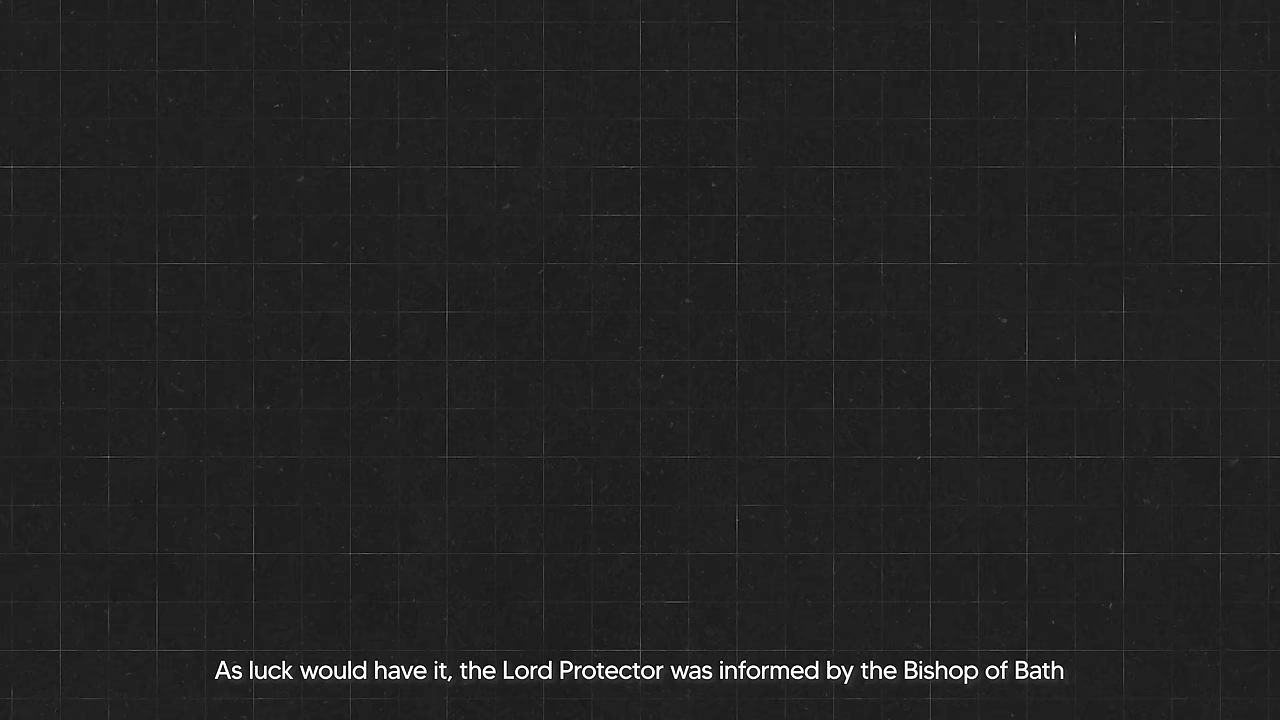 As luck would have it, the Lord Protector was informed by the Bishop of Bath